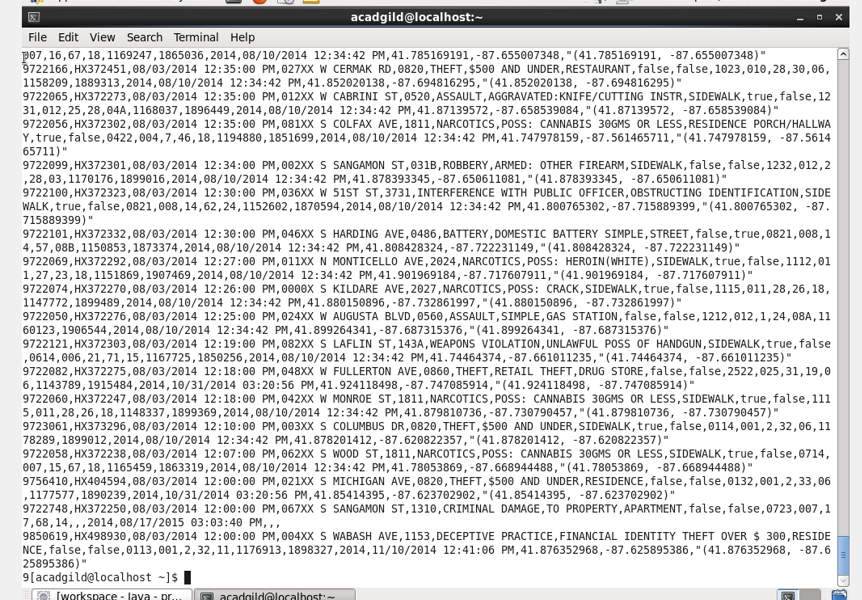 acadgild@localhost:~
File Edit View Search Terminal Help
007,16,67,18,1169247,1865036,2014,08/10/2014 12:34:42 PM,41.785169191,-87.655007348,"(41.785169191, -87.655007348)"
9722166,HX372451,08/03/2014 12:35:00 PM,027XX W CERMAK RD,0820,THEFT,$500 AND UNDER,RESTAURANT,false,false,1023,010,28,30,06,
1158209,1889313,2014,08/10/2014 12:34:42 PM,41.852020138,-87.694816295,"(41.852020138, -87.694816295)"
9722065,HX372273,08/03/2014 12:35:00 PM,012XX W CABRINI ST,0520,ASSAULT,AGGRAVATED:KNIFE/CUTTING INSTR,SIDEWALK,true,false,12
31,012,25,28,04A,1168037,1896449,2014,08/10/2014 12:34:42 PM,41.87139572,-87.658539084,"(41.87139572, -87.658539084)"
9722056,HX372302,08/03/2014 12:35:00 PM,081XX S COLFAX AVE,1811,NARCOTICS,POSS: CANNABIS 30GMS OR LESS,RESIDENCE PORCH/HALLWA
Y,true,false,0422,004,7,46,18,1194880,1851699,2014,08/10/2014 12:34:42 PM,41.747978159,-87.561465711,"(41.747978159, -87.5614
65711)"
9722099,HX372301,08/03/2014 12:34:00 PM,002XX S SANGAMON ST,031B,ROBBERY,ARMED: OTHER FIREARM,SIDEWALK,false,false,1232,012,2
,28,03,1170176,1899016,2014,08/10/2014 12:34:42 PM,41.878393345,-87.650611081,"(41.878393345, -87.650611081)"
9722100,HX372323,08/03/2014 12:30:00 PM,036XX W 51ST ST,3731,INTERFERENCE WITH PUBLIC OFFICER,OBSTRUCTING IDENTIFICATION,SIDE
WALK,true,false,0821,008,14,62,24,1152602,1870594,2014,08/10/2014 12:34:42 PM,41.800765302,-87.715889399,"(41.800765302, -87.
715889399)"
9722101,HX372332,08/03/2014 12:30:00 PM,046XX S HARDING AVE,0486,BATTERY,DOMESTIC BATTERY SIMPLE,STREET,false,true,0821,008,1
4,57,08B,1150853,1873374,2014,08/10/2014 12:34:42 PM,41.808428324,-87.722231149,"(41.808428324, -87.722231149)"
9722069,HX372292,08/03/2014 12:27:00 PM,011XX N MONTICELLO AVE,2024,NARCOTICS,POSS: HEROIN(WHITE),SIDEWALK,true,false,1112,01
1,27,23,18,1151869,1907469,2014,08/10/2014 12:34:42 PM,41.901969184,-87.717607911,"(41.901969184, -87.717607911)"
9722074,HX372270,08/03/2014 12:26:00 PM,0000X S KILDARE AVE,2027,NARCOTICS,POSS: CRACK,SIDEWALK,true,false,1115,011,28,26,18,
1147772,1899489,2014,08/10/2014 12:34:42 PM,41.880150896,-87.732861997,"(41.880150896, -87.732861997)"
9722050,HX372276,08/03/2014 12:25:00 PM,024XX W AUGUSTA BLVD,0560,ASSAULT,SIMPLE,GAS STATION,false,false,1212,012,1,24,08A,11
60123,1906544,2014,08/10/2014 12:34:42 PM,41.899264341,-87.687315376,"(41.899264341, -87.687315376)"
9722121,HX372303,08/03/2014 12:19:00 PM,082XX S LAFLIN ST,143A,WEAPONS VIOLATION,UNLAWFUL POSS OF HANDGUN,SIDEWALK,true,false
,0614,006,21,71,15,1167725,1850256,2014,08/10/2014 12:34:42 PM,41.74464374,-87.661011235,"(41.74464374, -87.661011235)"
9722082,HX372275,08/03/2014 12:18:00 PM,048XX W FULLERTON AVE,0860,THEFT,RETAIL THEFT,DRUG STORE,false,false,2522,025,31,19,0
6,1143789,1915484,2014,10/31/2014 03:20:56 PM,41.924118498,-87.747085914,"(41.924118498, -87.747085914)"
9722060,HX372247,08/03/2014 12:18:00 PM,042XX W MONROE ST,1811,NARCOTICS,POSS: CANNABIS 30GMS OR LESS,SIDEWALK,true,false,111
5,011,28,26,18,1148337,1899369,2014,08/10/2014 12:34:42 PM,41.879810736,-87.730790457,"(41.879810736, -87.730790457)"
9723061,HX373296,08/03/2014 12:10:00 PM,003XX S COLUMBUS DR,0820,THEFT,$500 AND UNDER,SIDEWALK,true,false,0114,001,2,32,06,11
78289,1899012,2014,08/10/2014 12:34:42 PM,41.878201412,-87.620822357,"(41.878201412, -87.620822357)"
9722058,HX372238,08/03/2014 12:07:00 PM,062XX S WOOD ST,1811,NARCOTICS,POSS: CANNABIS 30GMS OR LESS,SIDEWALK,true,false,0714,
007,15,67,18,1165459,1863319,2014,08/10/2014 12:34:42 PM,41.78053869,-87.668944488,"(41.78053869, -87.668944488)"
9756410,HX404594,08/03/2014 12:00:00 PM,021XX S MICHIGAN AVE,0820,THEFT,$500 AND UNDER,RESIDENCE,false,false,0132,001,2,33,06
,1177577,1890239,2014,10/31/2014 03:20:56 PM,41.85414395,-87.623702902,"(41.85414395, -87.623702902)"
9722748,HX372250,08/03/2014 12:00:00 PM,067XX S SANGAMON ST,1310,CRIMINAL DAMAGE,TO PROPERTY,APARTMENT,false,false,0723,007,1
7,68,14,,,2014,08/17/2015 03:03:40 PM,,,
9850619,HX498930,08/03/2014 12:00:00 PM,004XX S WABASH AVE,1153,DECEPTIVE PRACTICE,FINANCIAL IDENTITY THEFT OVER $ 300,RESIDE
NCE,false,false,0113,001,2,32,11,1176913,1898327,2014,11/10/2014 12:41:06 PM,41.876352968,-87.625895386,"(41.876352968, -87.6
25895386)"
9[acadgild@localhost ~]$
[workspace - Java - pr... acadgild@localhost:~